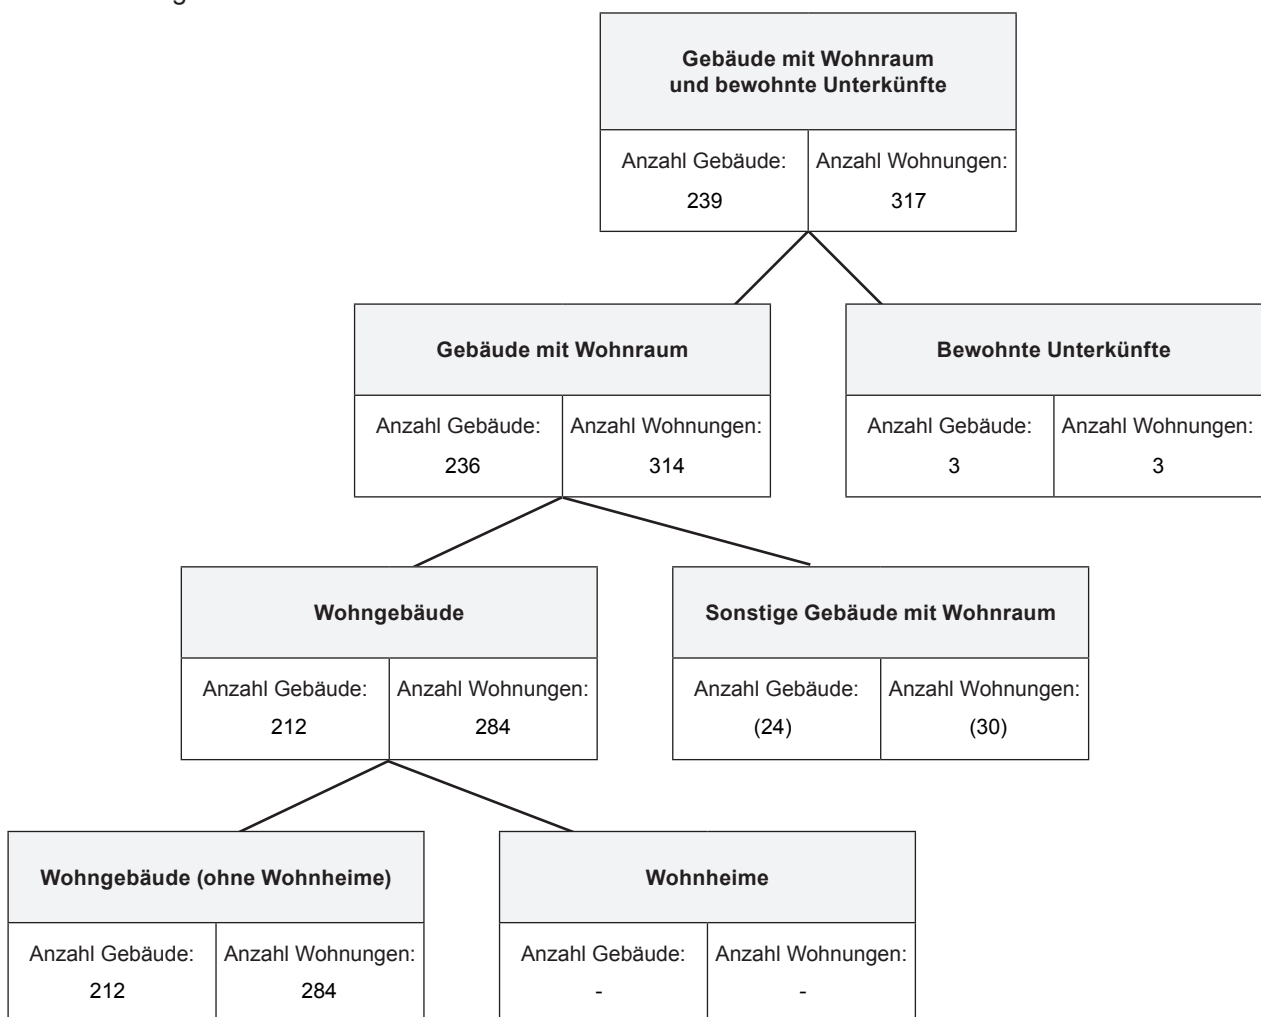 Gebäude mit Wohnraum
und bewohnte Unterkünfte
Anzahl Gebäude: Anzahl Wohnungen:
239 317
Gebäude mit Wohnraum
Anzahl Gebäude: Anzahl Wohnungen:
236 314
Bewohnte Unterkünfte
Anzahl Gebäude: Anzahl Wohnungen:
3 3
Wohngebäude
Anzahl Gebäude: Anzahl Wohnungen:
212 284
Sonstige Gebäude mit Wohnraum
Anzahl Gebäude: Anzahl Wohnungen:
(24) (30)
Wohngebäude (ohne Wohnheime)
Anzahl Gebäude: Anzahl Wohnungen:
212 284
Wohnheime
Anzahl Gebäude: Anzahl Wohnungen:
- -